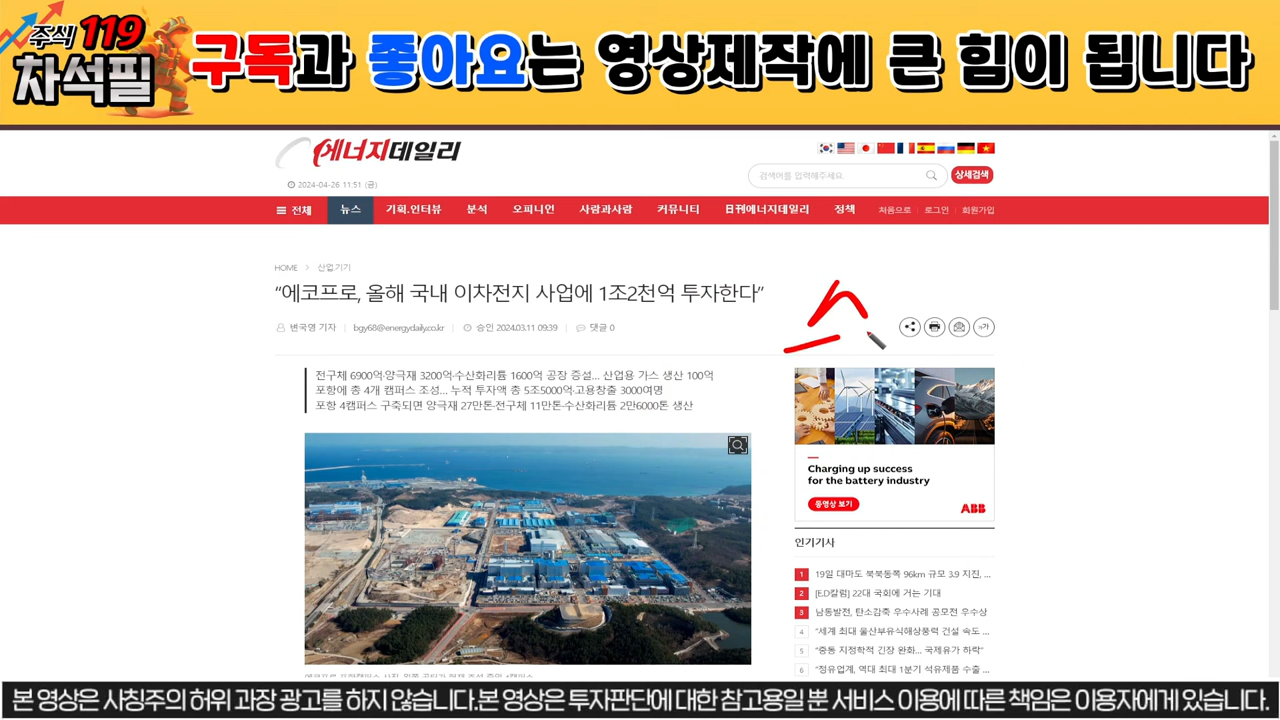 주식 119
차석필
구독과 좋아요는 영상제작에 큰 힘이 됩니다
에너지데일리
2024-04-26 11:51 (금)
검색어를 입력해주세요.
상세검색
전체 뉴스 기획.인터뷰 분석 오피니언 사람과사람 커뮤니티 日刊에너지데일리 정책 처음으로 로그인 회원가입
HOME > 산업.기기
“에코프로, 올해 국내 이차전지 사업에 1조2천억 투자한다”
변국영 기자 bgy68@energydaily.co.kr 승인 2024.03.11 09:39 댓글 0
가
전구체 6900억·양극재 3200억·수산화리튬 1600억 공장 증설… 산업용 가스 생산 100억
포항에 총 4개 캠퍼스 조성… 누적 투자액 총 5조5000억·고용창출 3000여명
포항 4캠퍼스 구축되면 양극재 27만톤·전구체 11만톤·수산화리튬 2만6000톤 생산
Charging up success
for the battery industry
동영상 보기
ABB
인기기사
1 19일 대마도 북북동쪽 96km 규모 3.9 지진, ...
2 [E.D칼럼] 22대 국회에 거는 기대
3 남동발전, 탄소감축 우수사례 공모전 우수상
4 “세계 최대 울산부유식해상풍력 건설 속도 ...
5 “중동 지정학적 긴장 완화… 국제유가 하락”
6 “정유업계, 역대 최대 1분기 석유제품 수출 ...
본 영상은 사칭주의 허위 과장 광고를 하지 않습니다.본 영상은 투자판단에 대한 참고용일 뿐 서비스 이용에 따른 책임은 이용자에게 있습니다.